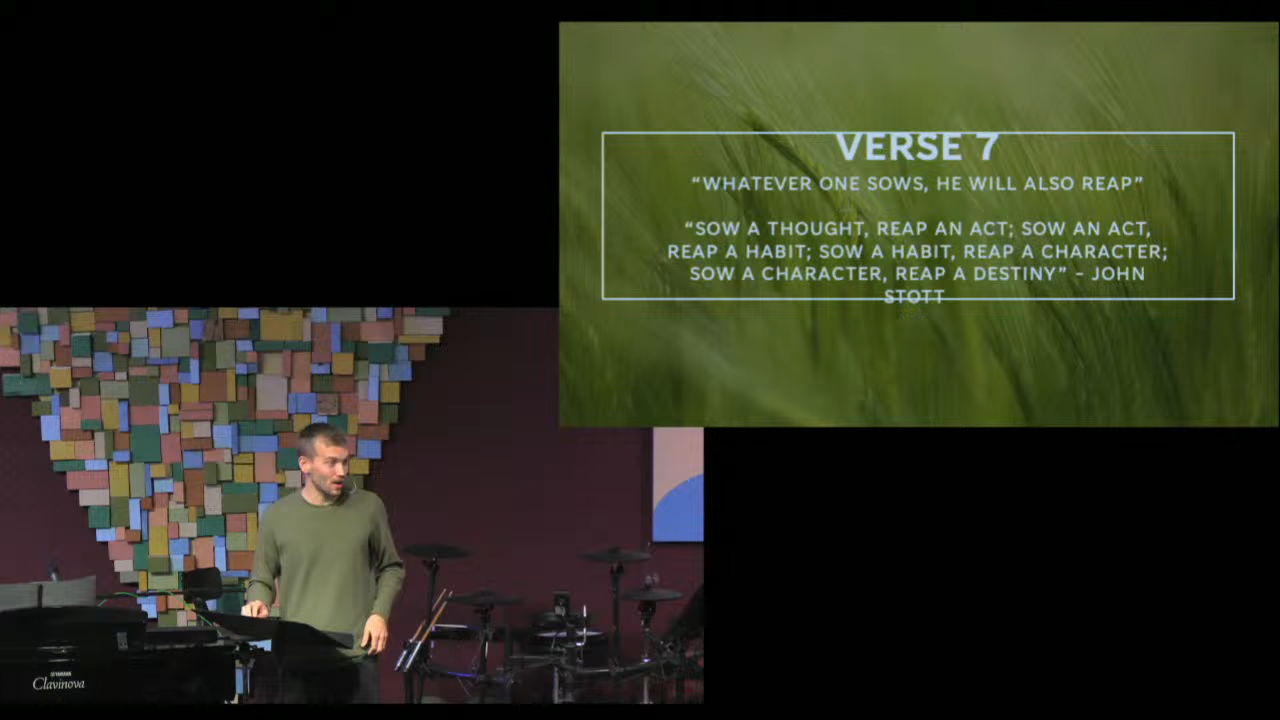 VERSE 7
“WHATEVER ONE SOWS, HE WILL ALSO REAP”
“SOW A THOUGHT, REAP AN ACT; SOW AN ACT,
REAP A HABIT; SOW A HABIT, REAP A CHARACTER;
SOW A CHARACTER, REAP A DESTINY” - JOHN
STOTT
YAMAHA
Clavinova